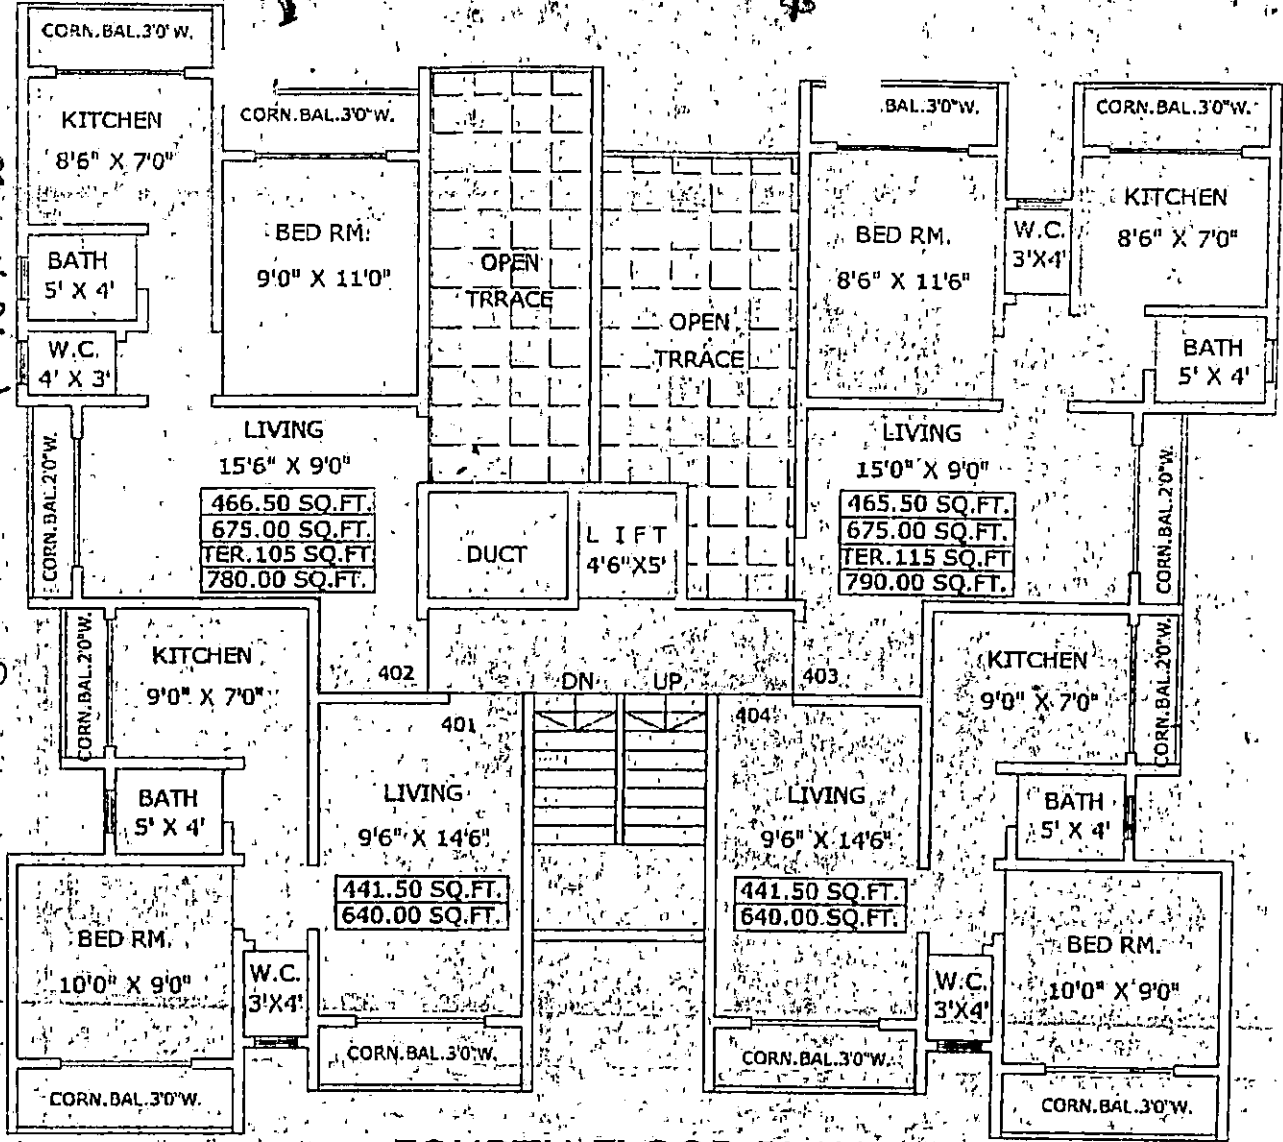 CORN.BAL.3'0"W.
KITCHEN
8'6" X 7'0"
BATH
5' X 4'
W.C.
4' X 3'
CORN.BAL.3'0"W.
BED RM.
9'0" X 11'0"
OPEN
TRRACE
OPEN
TRRACE
.BAL.3'0"W.
BED RM.
8'6" X 11'6"
W.C.
3'X4'
CORN.BAL.3'0"W.
KITCHEN
8'6" X 7'0"
BATH
5' X 4'
CORN.BAL.2'0"W.
LIVING
15'6" X 9'0"
466.50 SQ.FT.
675.00 SQ.FT.
TER.105 SQ.FT
780.00 SQ.FT.
DUCT
LIFT
4'6"X5'
LIVING
15'0" X 9'0"
465.50 SQ.FT.
675.00 SQ.FT.
TER.115 SQ.FT
790.00 SQ.FT.
CORN.BAL.2'0"W.
CORN.BAL.2'0"W.
KITCHEN
9'0" X 7'0"
402
401
DN
UP
403
404
KITCHEN
9'0" X 7'0"
CORN.BAL.2'0"W.
BATH
5' X 4'
LIVING
9'6" X 14'6"
441.50 SQ.FT.
640.00 SQ.FT.
LIVING
9'6" X 14'6"
441.50 SQ.FT.
640.00 SQ.FT.
BATH
5' X 4'
BED RM.
10'0" X 9'0"
W.C.
3'X4'
CORN.BAL.3'0"W.
CORN.BAL.3'0"W.
CORN.BAL.3'0"W.
W.C.
3'X4'
BED RM.
10'0" X 9'0"
CORN.BAL.3'0"W.